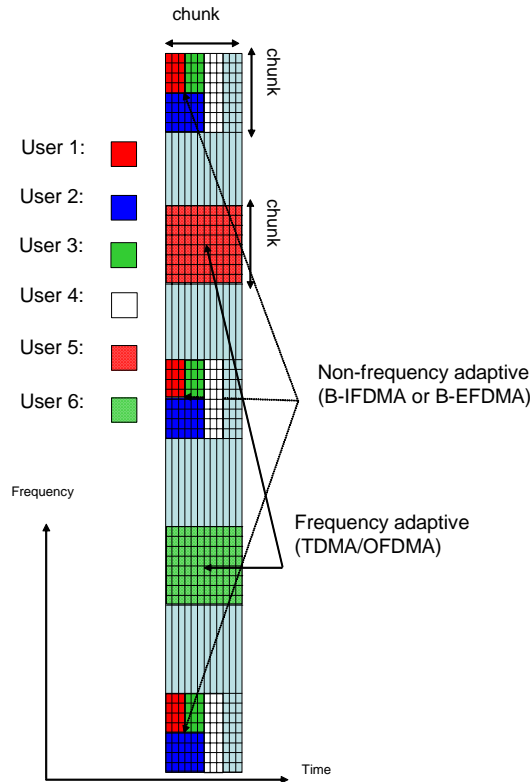 chunk
chunk
User 1:
User 2:
chunk
User 3:
User 4:
User 5:
Non-frequency adaptive
(B-IFDMA or B-EFDMA)
User 6:
Frequency
Frequency adaptive
(TDMA/OFDMA)
Time